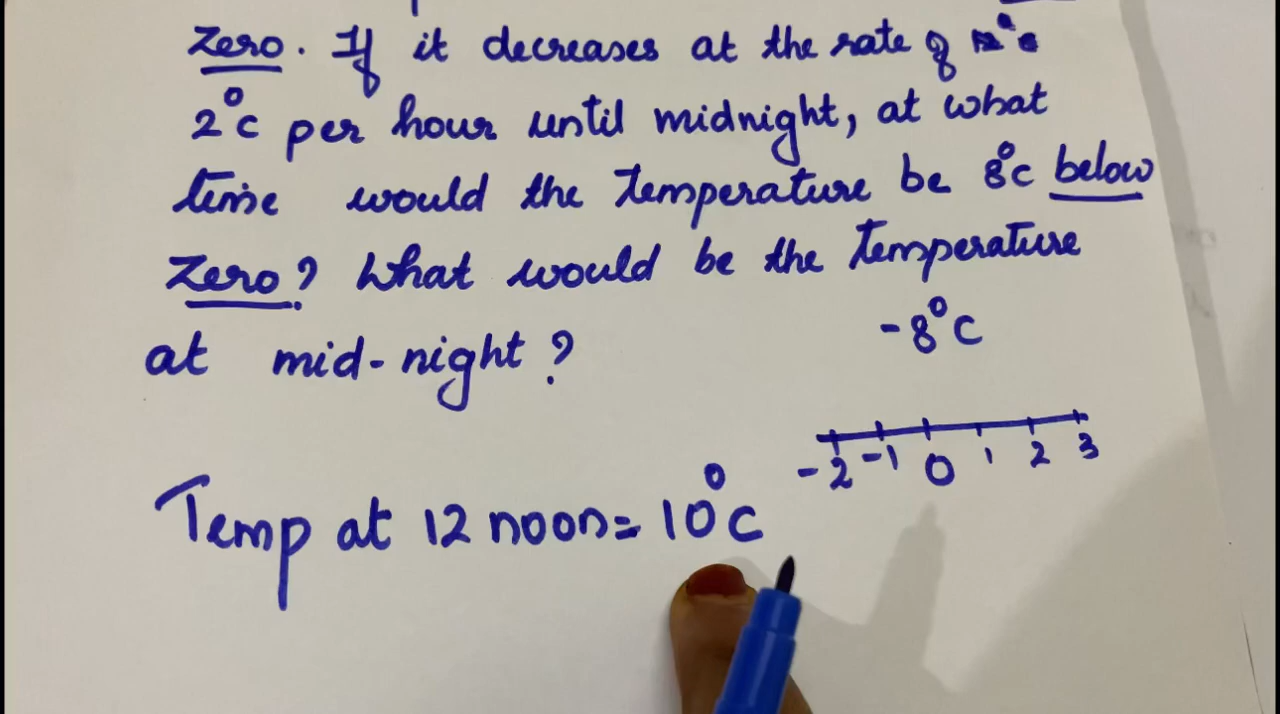 Zero. If it decreases at the rate of
2°C per hour until midnight, at what
time would the temperature be 8°C below
Zero? What would be the temperature
at mid-night?
-8°C
-2 -1 0 1 2 3
Temp at 12 noon = 10°C